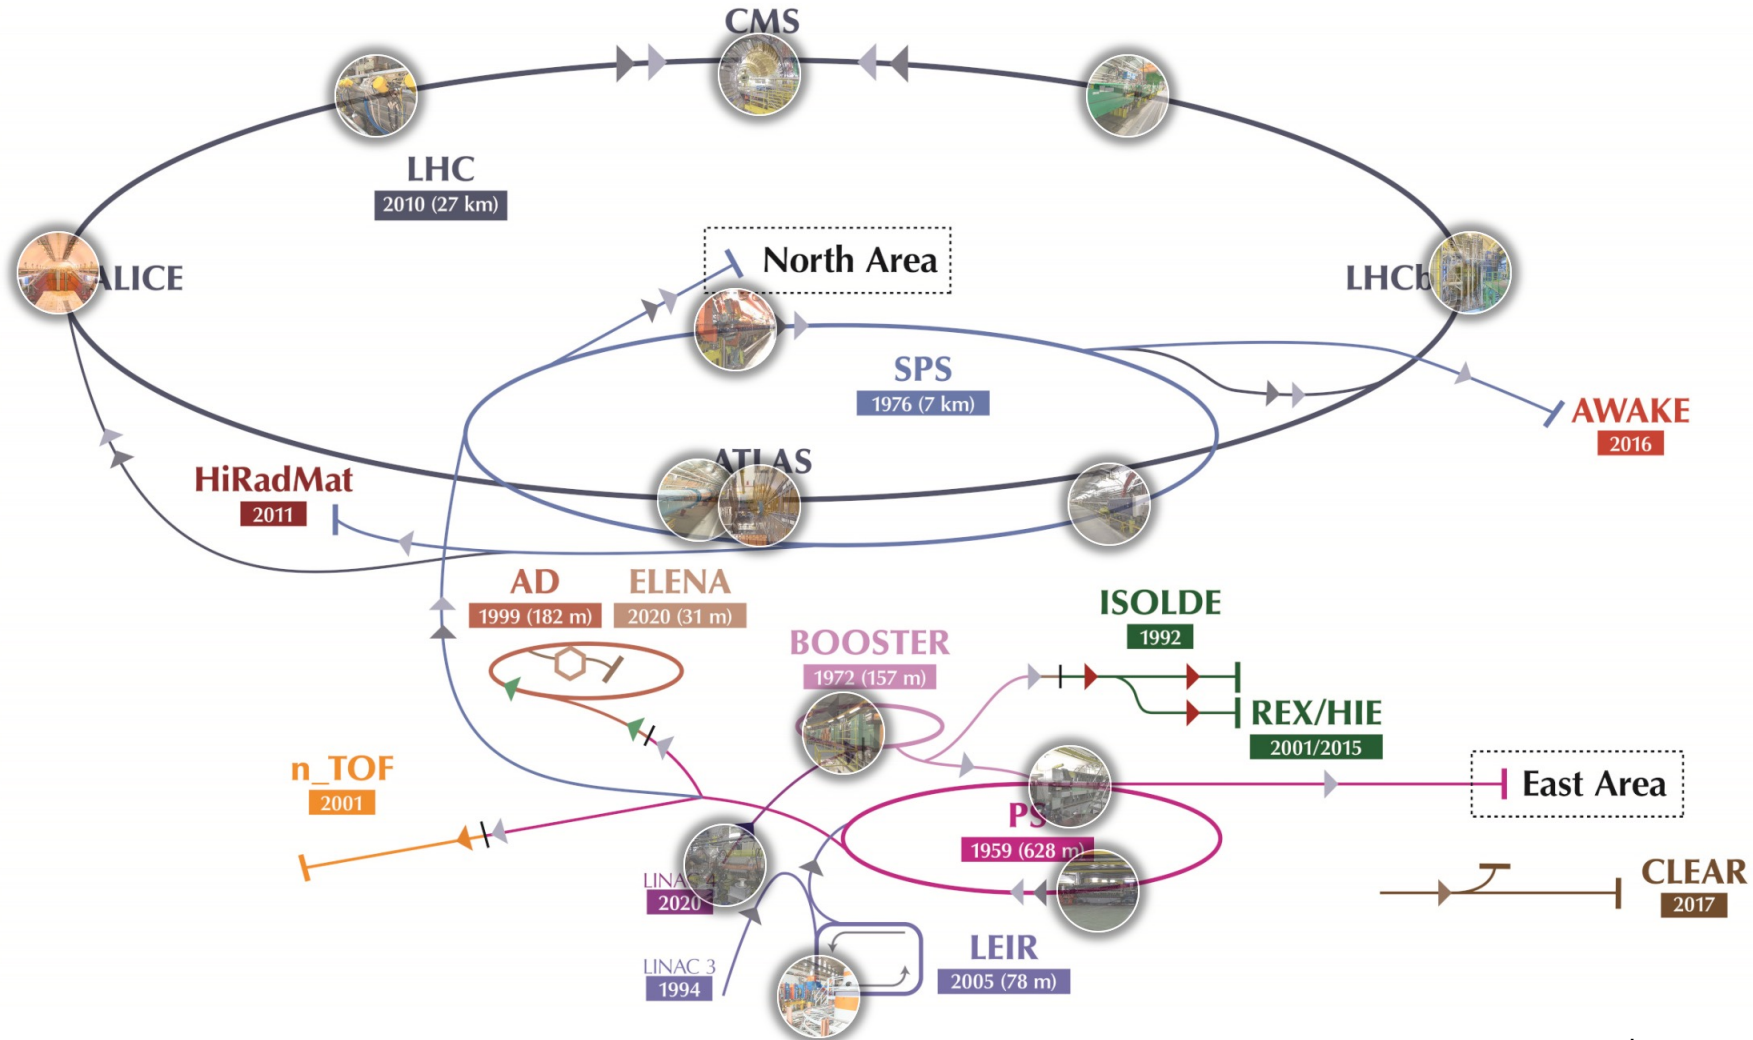 CMS
LHC
2010 (27 km)
North Area
ALICE
LHCb
SPS
1976 (7 km)
AWAKE
2016
ATLAS
HiRadMat
2011
AD
1999 (182 m)
ELENA
2020 (31 m)
ISOLDE
1992
BOOSTER
1972 (157 m)
REX/HIE
2001/2015
n_TOF
2001
East Area
PS
1959 (628 m)
LINAC 4
2020
CLEAR
2017
LEIR
2005 (78 m)
LINAC 3
1994